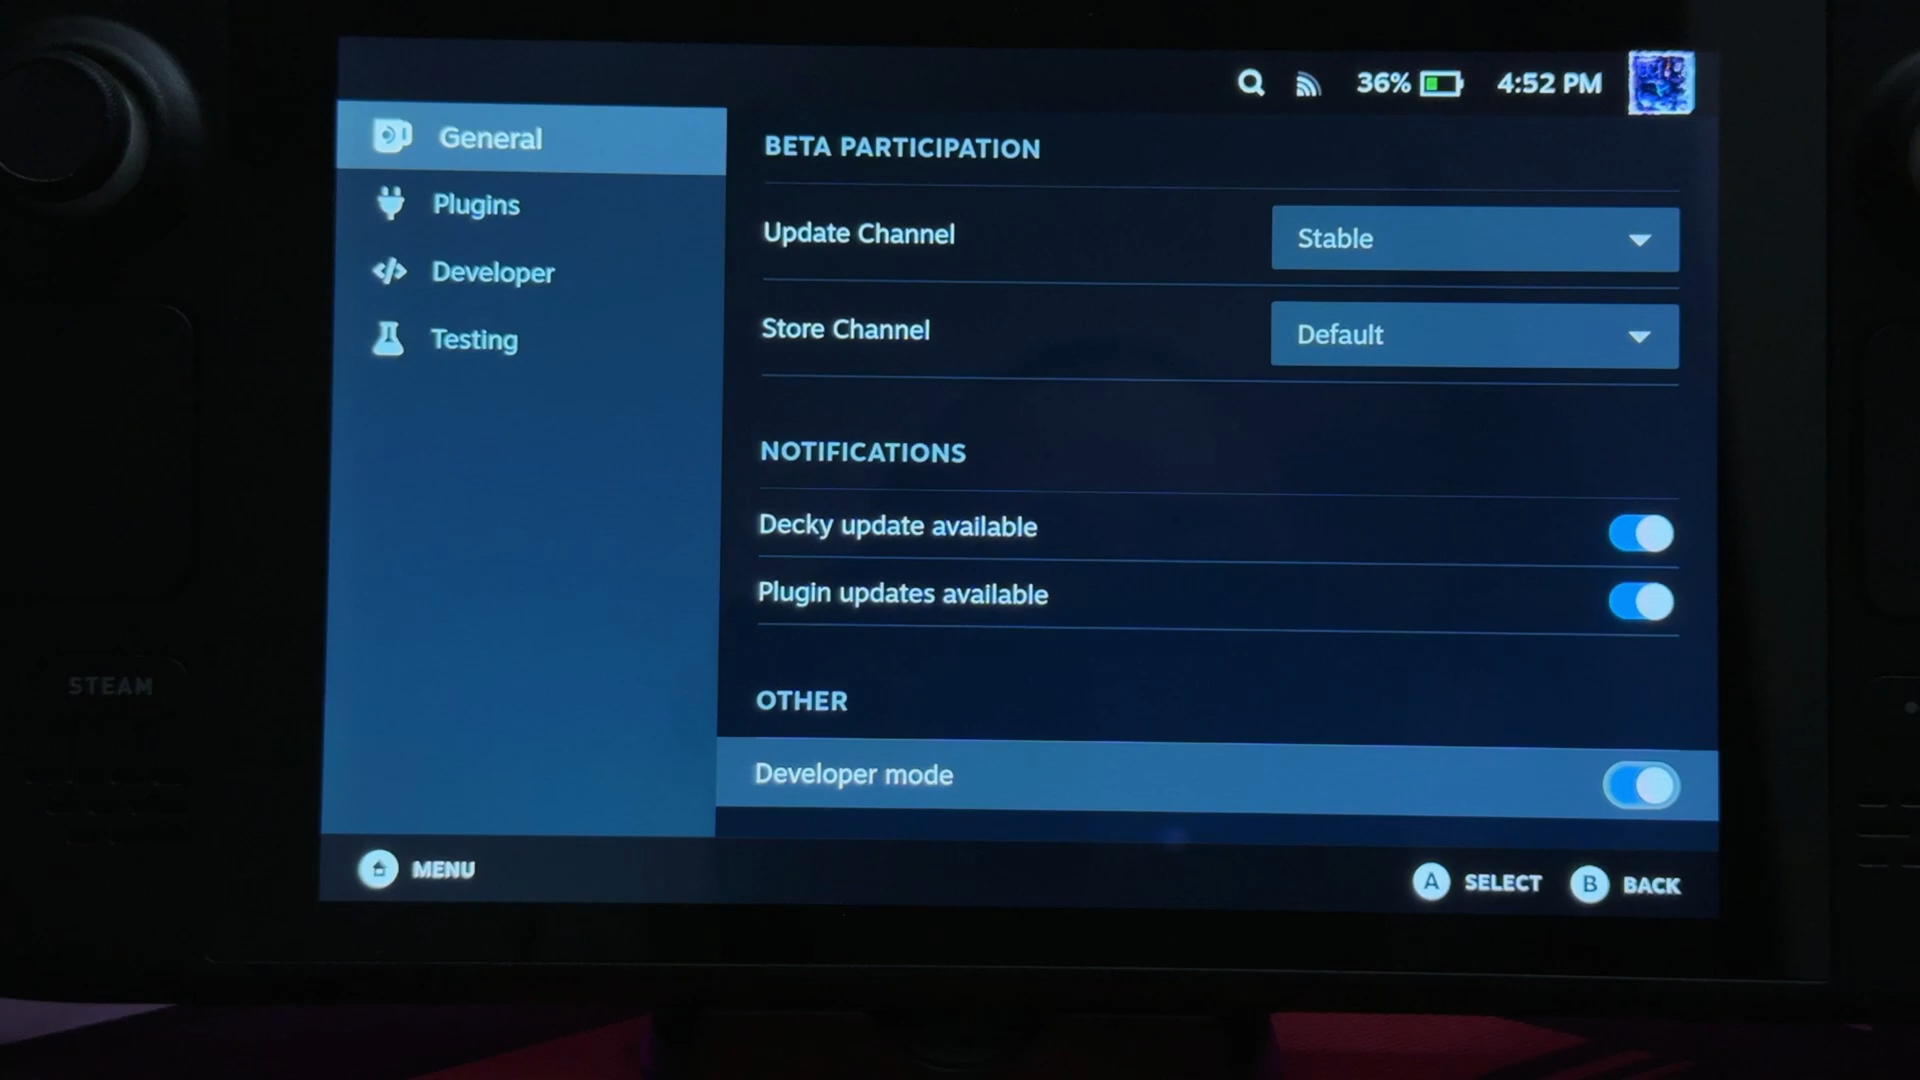 36%
4:52 PM
General
Plugins
Developer
Testing
BETA PARTICIPATION
Update Channel
Stable
Store Channel
Default
NOTIFICATIONS
Decky update available
Plugin updates available
OTHER
Developer mode
STEAM
MENU
A SELECT
B BACK